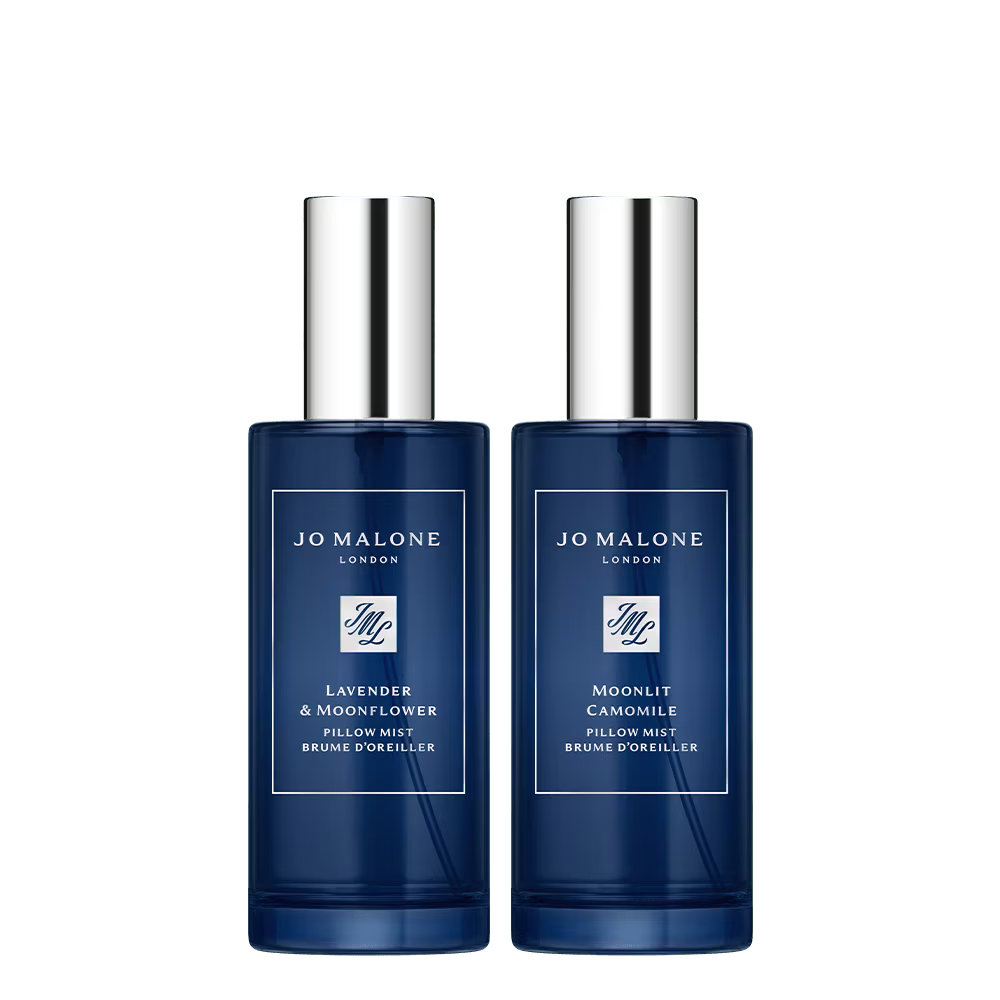 JO MALONE
LONDON
JML
LAVENDER
& MOONFLOWER
PILLOW MIST
BRUME D'OREILLER
JO MALONE
LONDON
JML
MOONLIT
CAMOMILE
PILLOW MIST
BRUME D'OREILLER